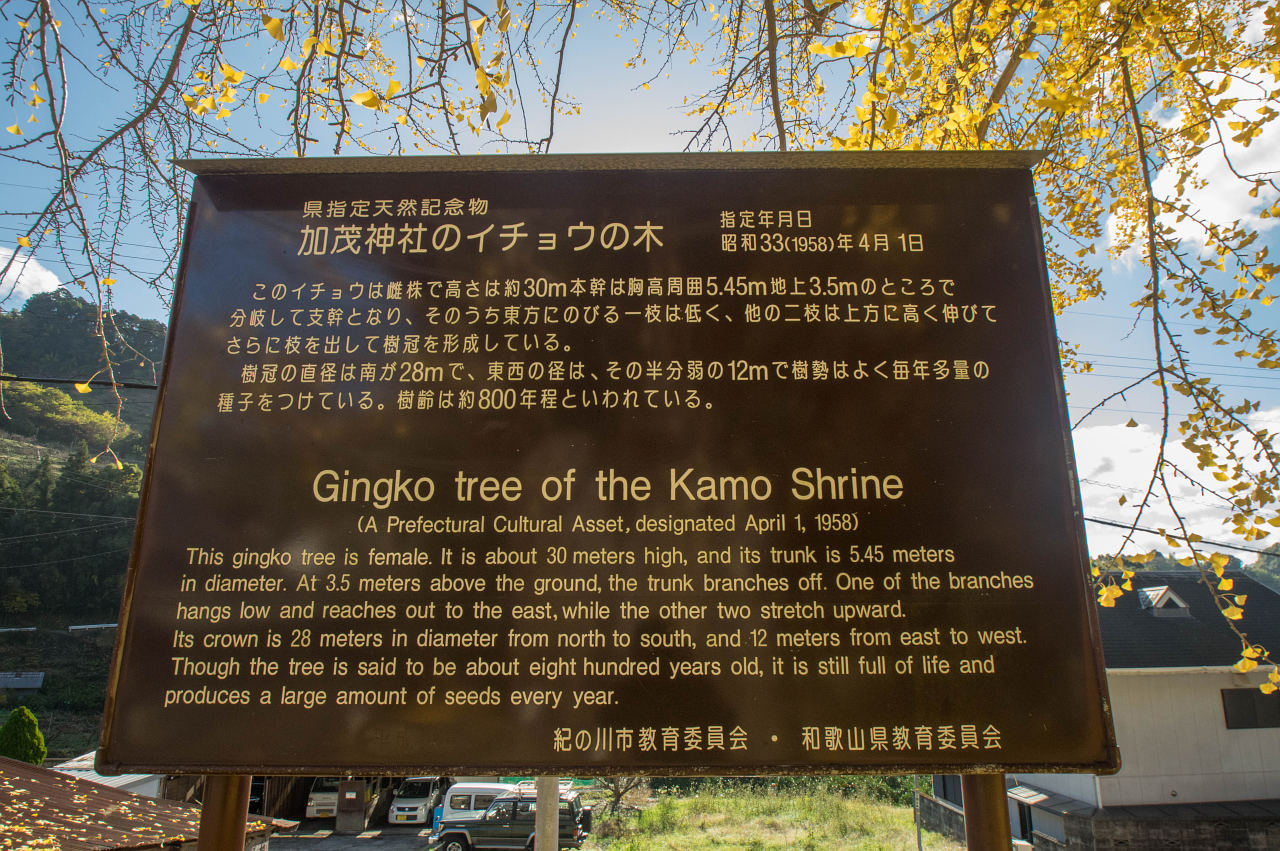 県指定天然記念物
加茂神社のイチョウの木
指定年月日
昭和33(1958)年4月1日
このイチョウは雌株で高さは約30m本幹は胸高周囲5.45m地上3.5mのところで
分岐して支幹となり、そのうち東方にのびる一枝は低く、他の二枝は上方に高く伸びて
さらに枝を出して樹冠を形成している。
樹冠の直径は南が28mで、東西の径は、その半分弱の12mで樹勢はよく毎年多量の
種子をつけている。樹齢は約800年程といわれている。
Gingko tree of the Kamo Shrine
(A Prefectural Cultural Asset, designated April 1, 1958)
This gingko tree is female. It is about 30 meters high, and its trunk is 5.45 meters
in diameter. At 3.5 meters above the ground, the trunk branches off. One of the branches
hangs low and reaches out to the east, while the other two stretch upward.
Its crown is 28 meters in diameter from north to south, and 12 meters from east to west.
Though the tree is said to be about eight hundred years old, it is still full of life and
produces a large amount of seeds every year.
紀の川市教育委員会 ・ 和歌山県教育委員会